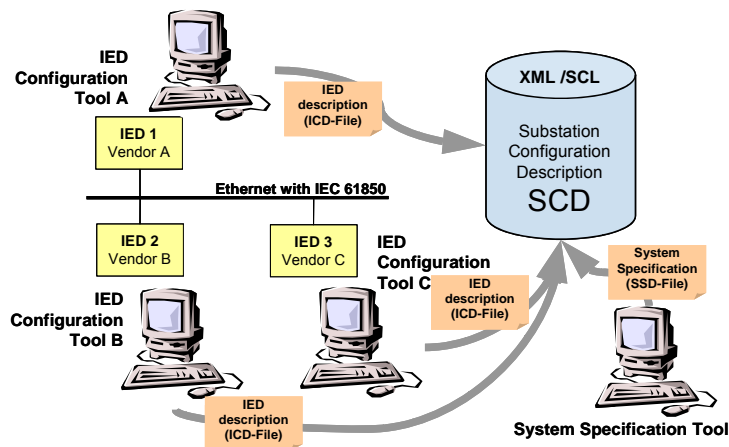 IED
Configuration
Tool A
IED
description
(ICD-File)
XML /SCL
Substation
Configuration
Description
SCD
IED 1
Vendor A
Ethernet with IEC 61850
IED 2
Vendor B
IED 3
Vendor C
IED
Configuration
Tool C
IED
description
(ICD-File)
System
Specification
(SSD-File)
IED
Configuration
Tool B
IED
description
(ICD-File)
System Specification Tool